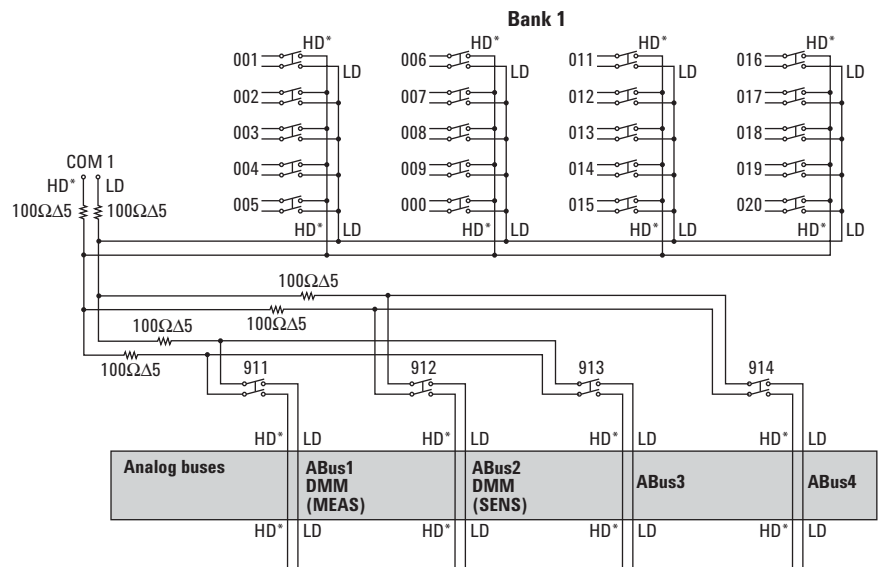 Bank 1
HD* HD* HD* HD*
001 006 011 016
LD LD LD LD
002 007 012 017
003 008 013 018
COM 1
004 009 014 019
HD* LD
005 000 015 020
100ΩΔ5 100ΩΔ5
HD* LD HD* LD HD* LD HD* LD
100ΩΔ5
100ΩΔ5
100ΩΔ5
100ΩΔ5
911 912 913 914
HD* LD HD* LD HD* LD HD* LD
Analog buses
ABus1
DMM
(MEAS)
ABus2
DMM
(SENS)
ABus3
ABus4
HD* LD HD* LD HD* LD HD* LD